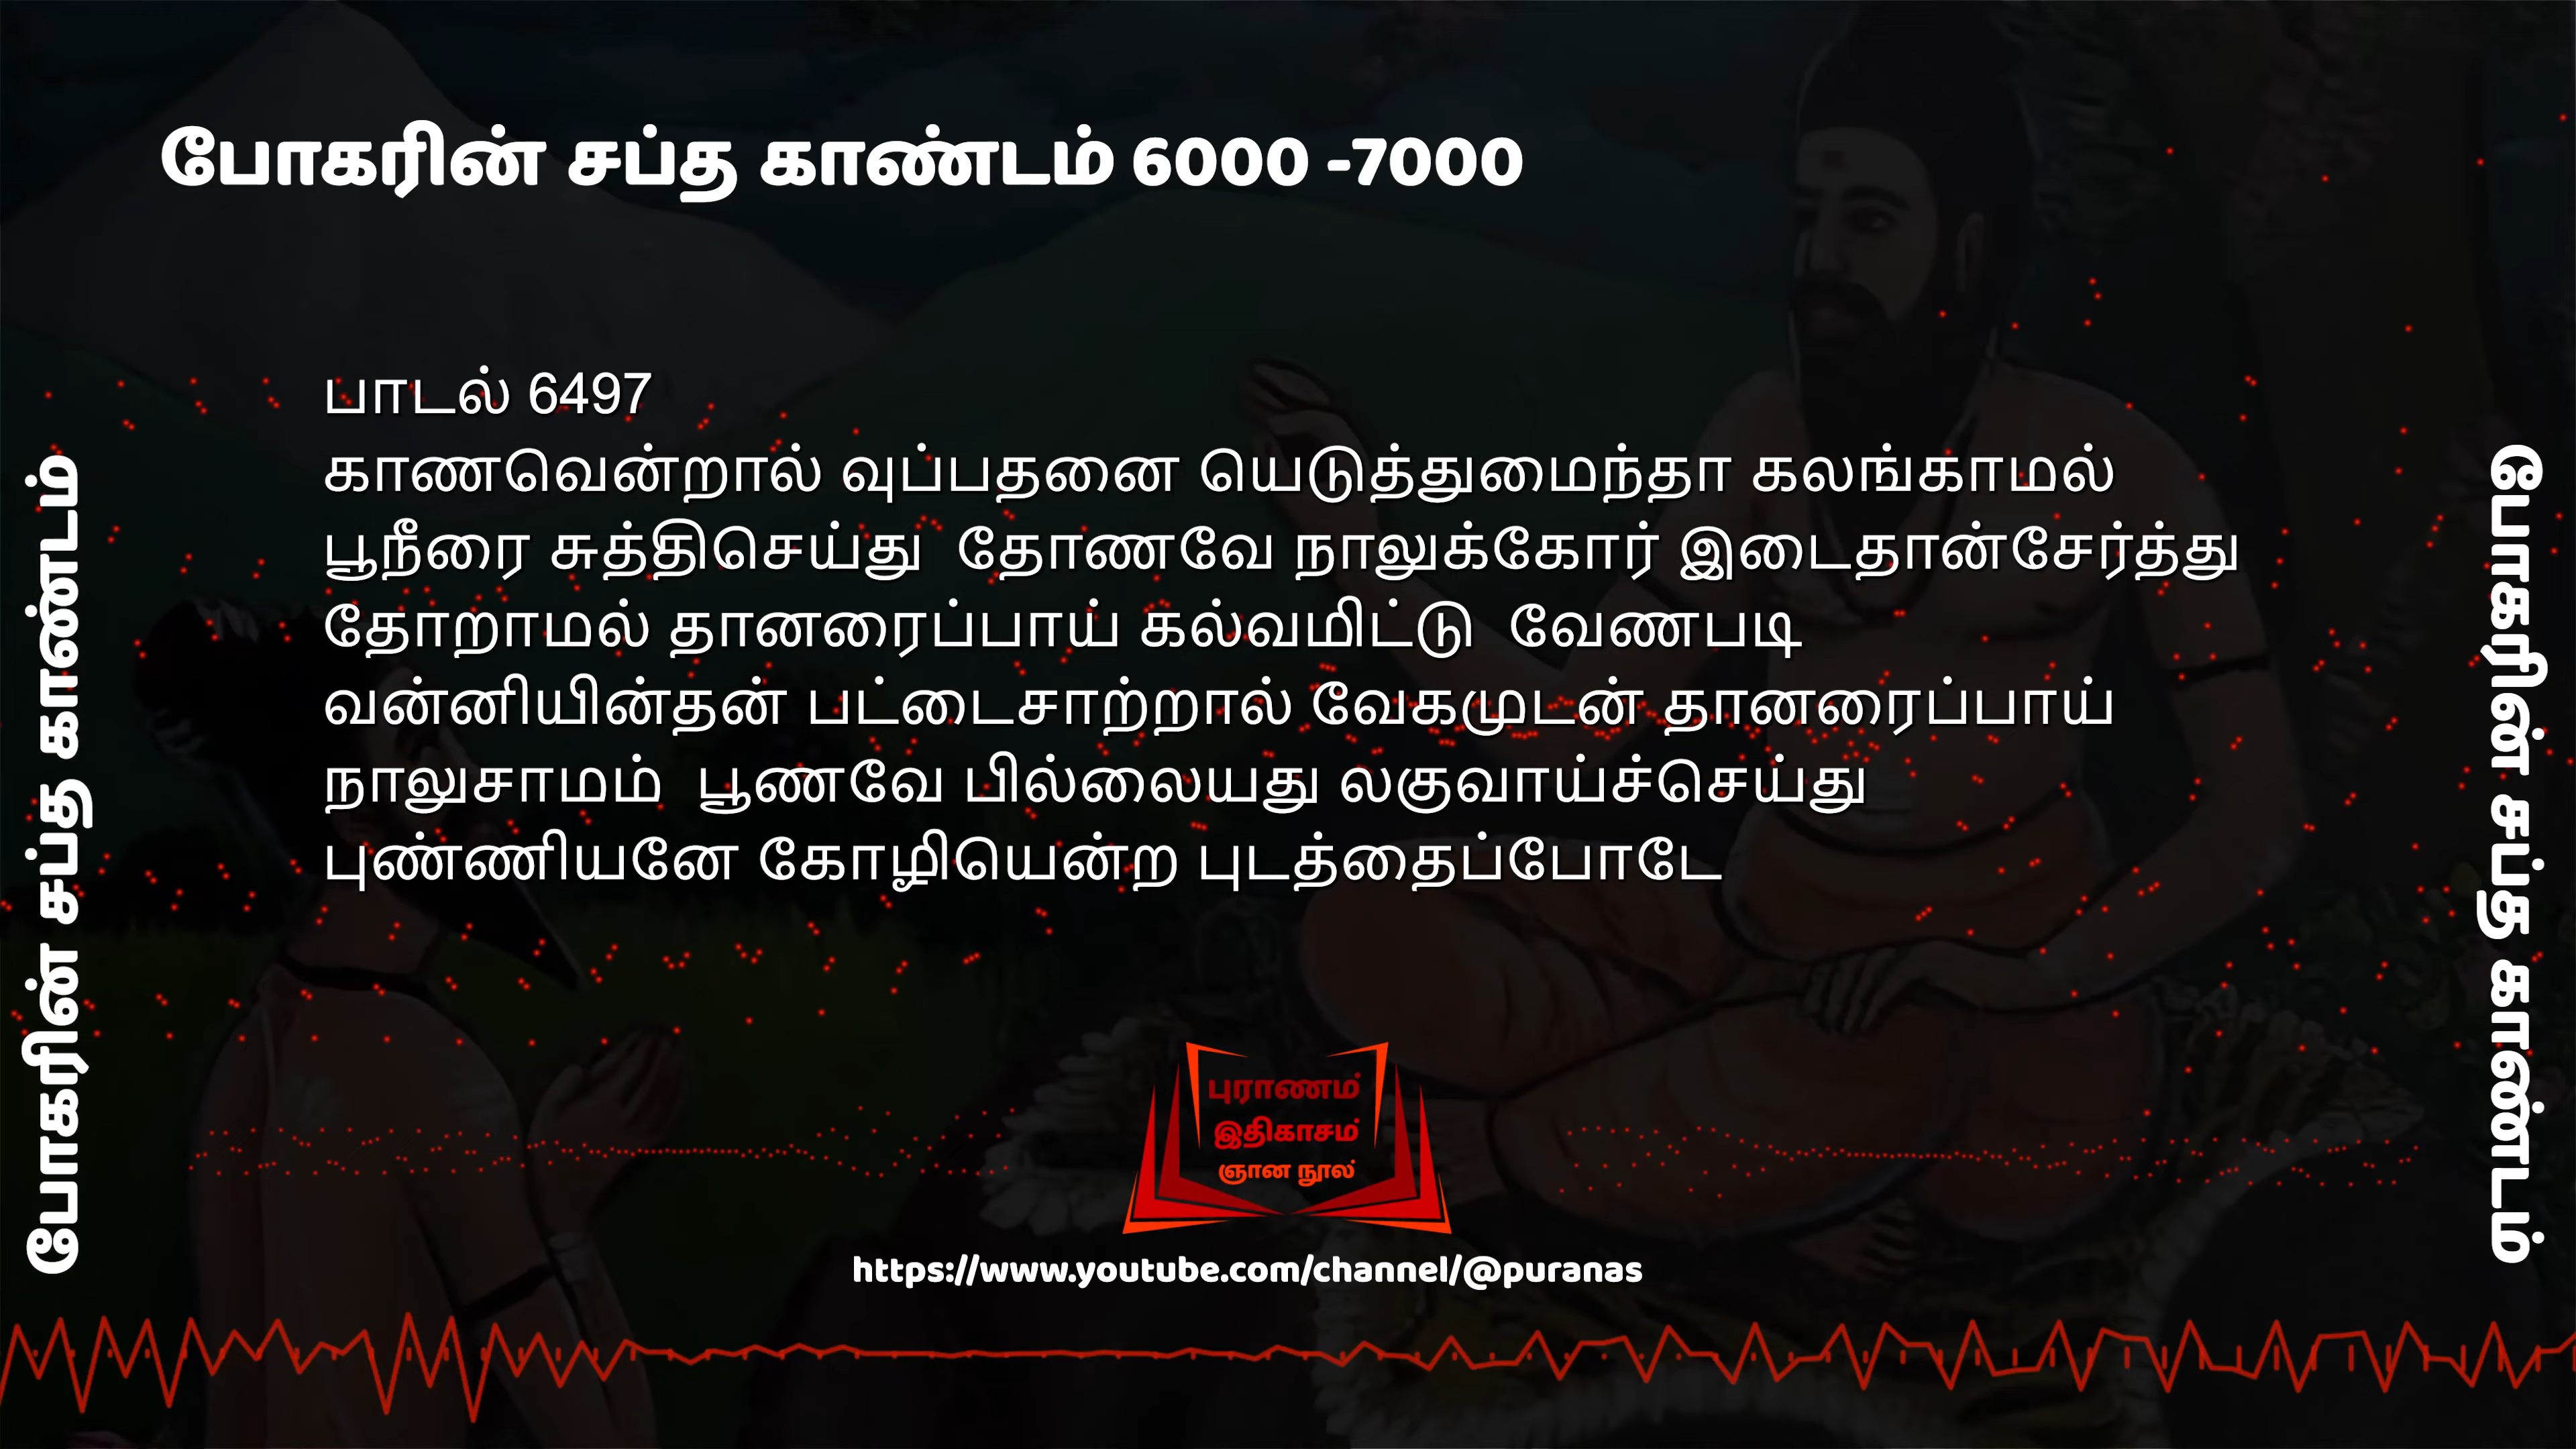 போகரின் சப்த காண்டம் 6000 -7000
பாடல் 6497
காணவென்றால் வுப்பதனை யெடுத்துமைந்தா கலங்காமல்
பூநீரை சுத்திசெய்து தோணவே நாலுக்கோர் இடைதான்சேர்த்து
தோறாமல் தானரைப்பாய் கல்வமிட்டு வேணபடி
வன்னியின்தன் பட்டைசாற்றால் வேகமுடன் தானரைப்பாய்
நாலுசாமம் பூணவே பில்லையது லகுவாய்ச்செய்து
புண்ணியனே கோழியென்ற புடத்தைப்போடே
போகரின் சப்த காண்டம்
போகரின் சப்த காண்டம்
புராணம்
இதிகாசம்
ஞான நூல்
https://www.youtube.com/channel/@puranas